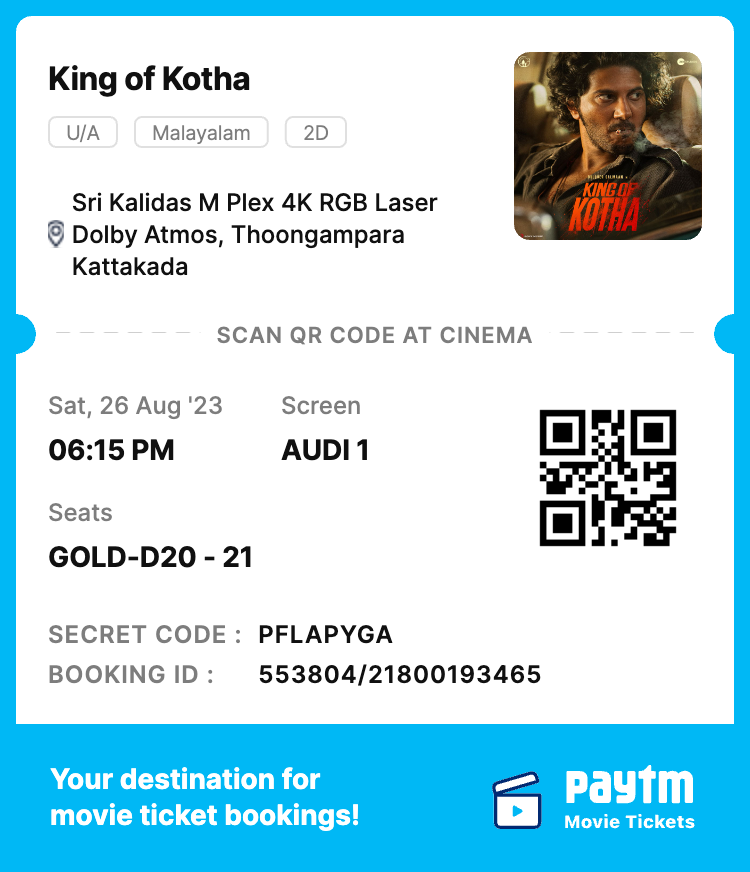 King of Kotha
U/A
Malayalam
2D
Sri Kalidas M Plex 4K RGB Laser
Dolby Atmos, Thoongampara
Kattakada
KING OF
KOTHA
SCAN QR CODE AT CINEMA
Sat, 26 Aug '23
Screen
06:15 PM
AUDI 1
Seats
GOLD-D20 - 21
SECRET CODE : PFLAPYGA
BOOKING ID : 553804/21800193465
Your destination for
movie ticket bookings!
paytm
Movie Tickets